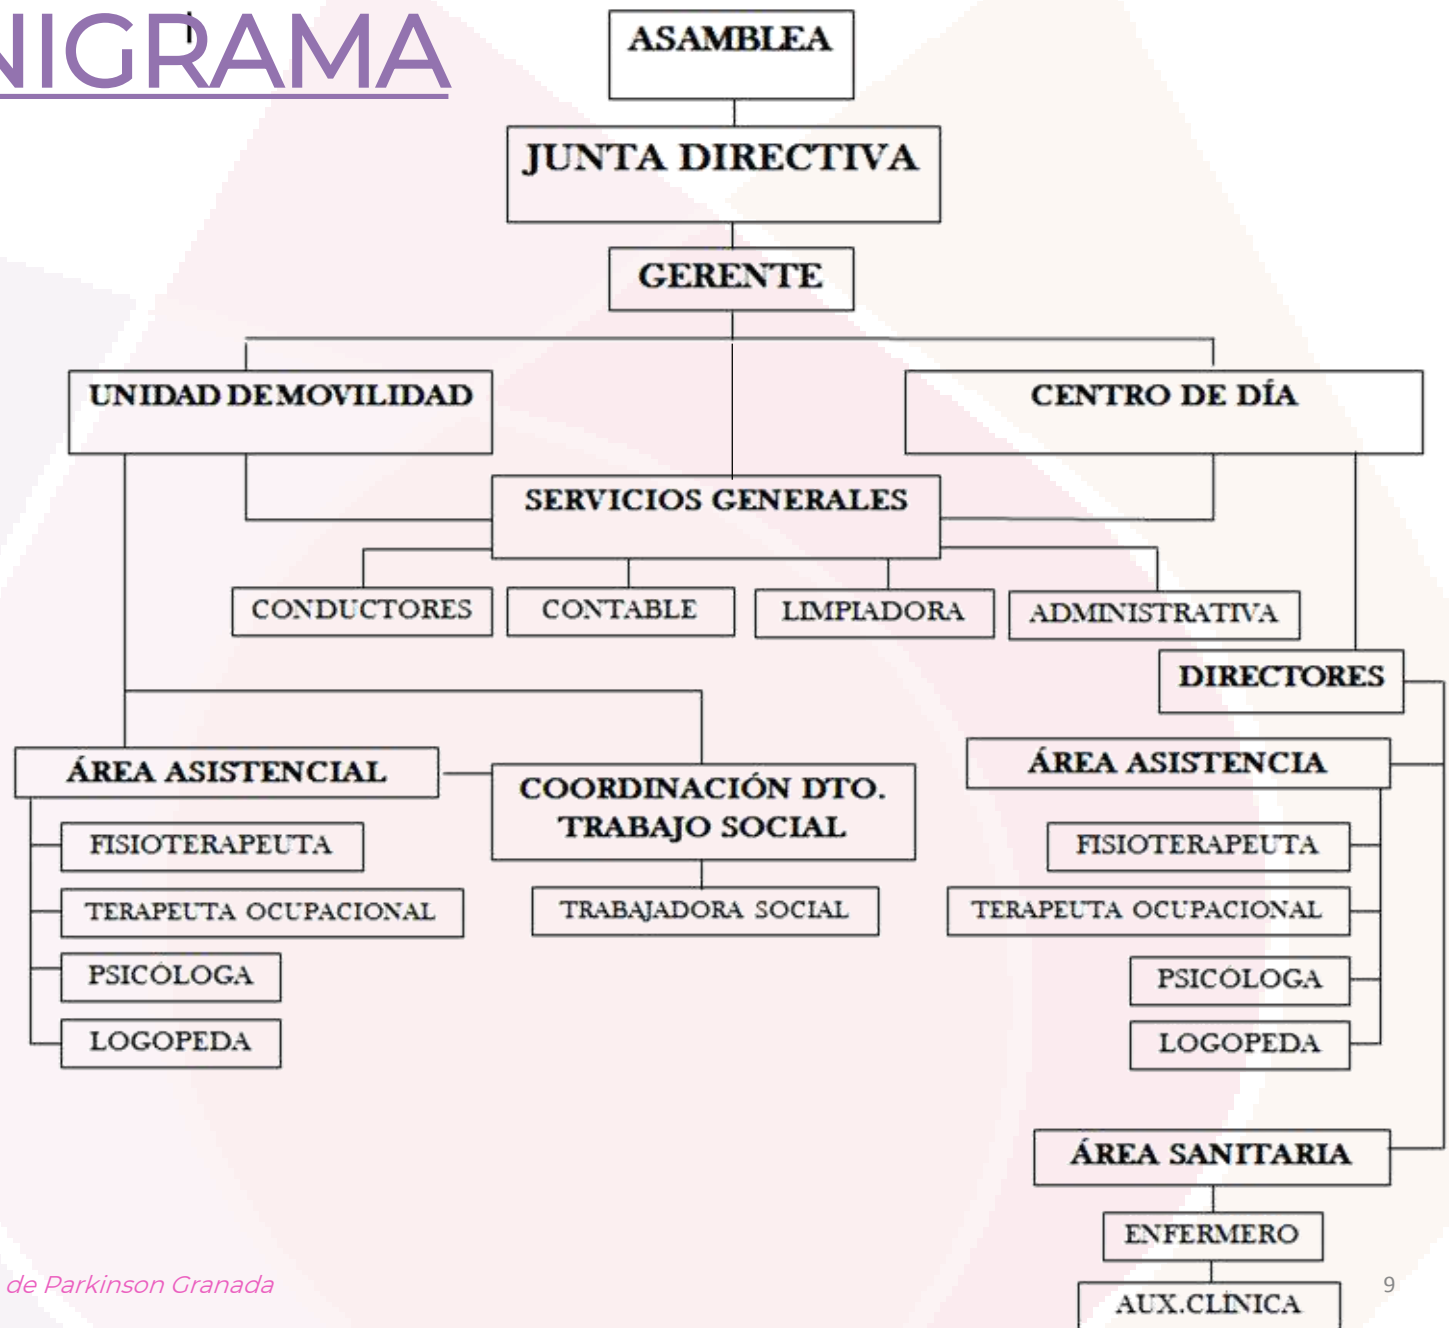 NIGRAMA
ASAMBLEA
JUNTA DIRECTIVA
GERENTE
UNIDAD DE MOVILIDAD
CENTRO DE DÍA
SERVICIOS GENERALES
CONDUCTORES
CONTABLE
LIMPIADORA
ADMINISTRATIVA
DIRECTORES
ÁREA ASISTENCIAL
COORDINACIÓN DTO.
TRABAJO SOCIAL
ÁREA ASISTENCIA
FISIOTERAPEUTA
FISIOTERAPEUTA
TERAPEUTA OCUPACIONAL
TRABAJADORA SOCIAL
TERAPEUTA OCUPACIONAL
PSICÓLOGA
PSICÓLOGA
LOGOPEDA
LOGOPEDA
ÁREA SANITARIA
ENFERMERO
de Parkinson Granada
9
AUX.CLÍNICA